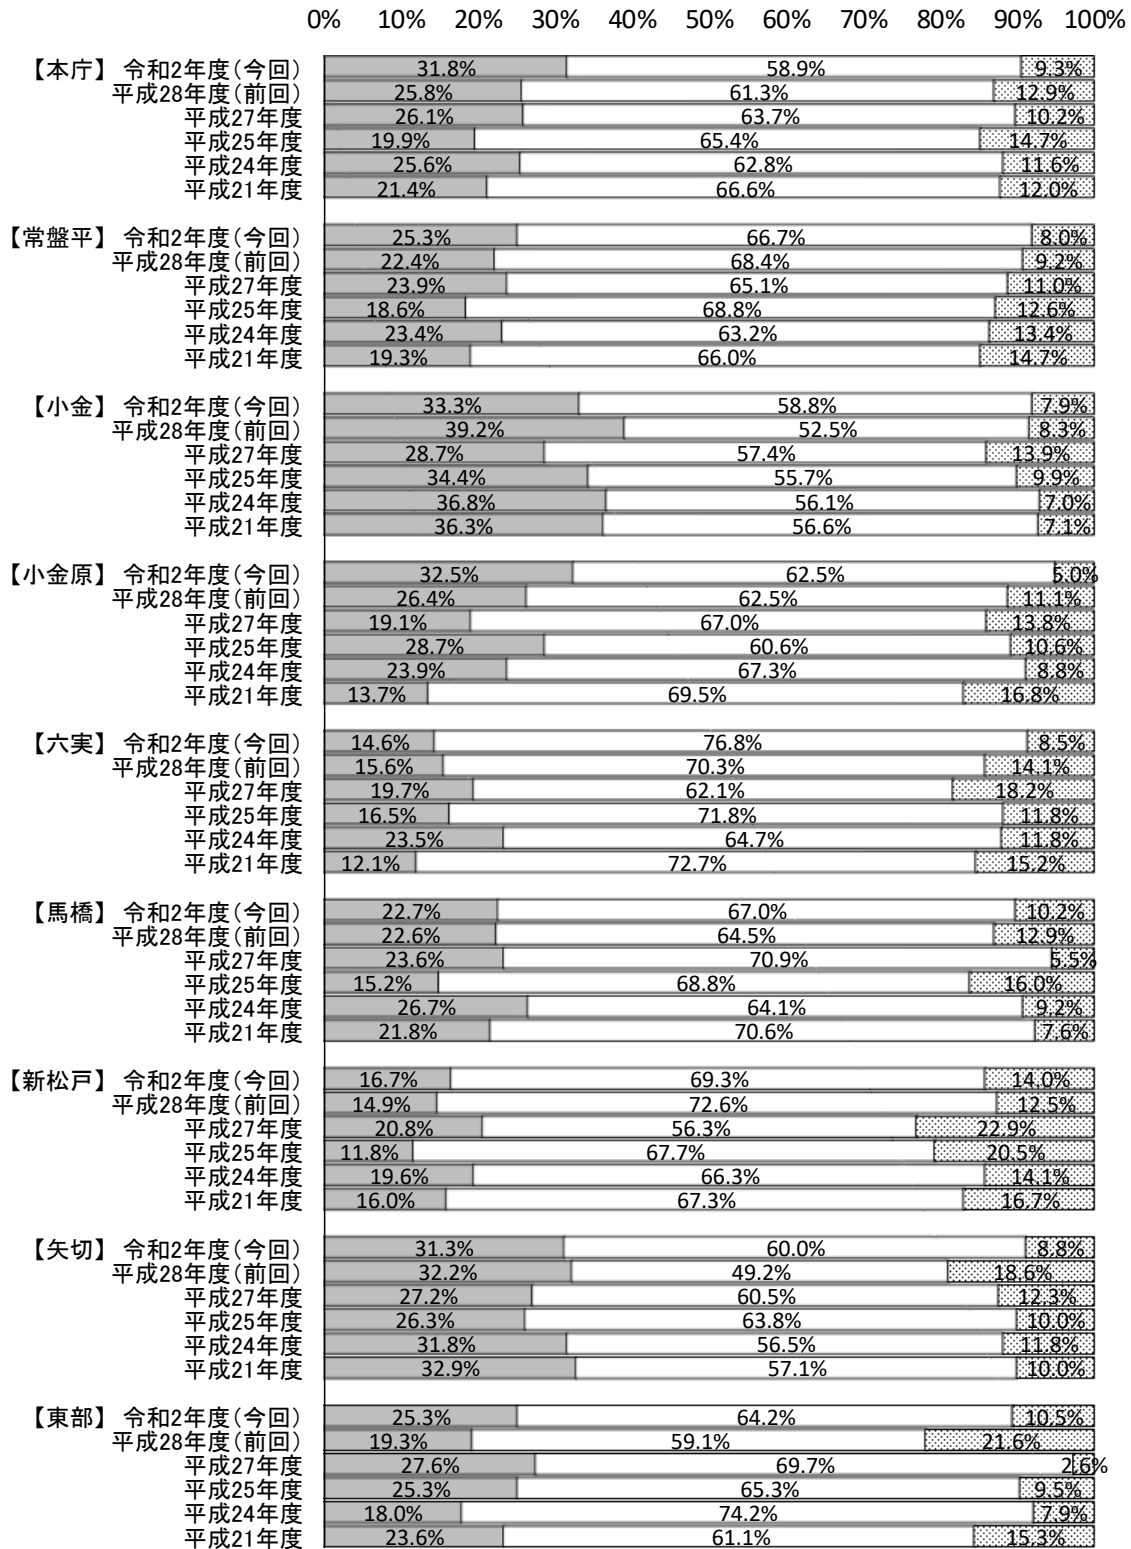 0% 10% 20% 30% 40% 50% 60% 70% 80% 90% 100%
【本庁】 令和2年度(今回) 31.8% 58.9% 9.3%
平成28年度(前回) 25.8% 61.3% 12.9%
平成27年度 26.1% 63.7% 10.2%
平成25年度 19.9% 65.4% 14.7%
平成24年度 25.6% 62.8% 11.6%
平成21年度 21.4% 66.6% 12.0%
【常盤平】 令和2年度(今回) 25.3% 66.7% 8.0%
平成28年度(前回) 22.4% 68.4% 9.2%
平成27年度 23.9% 65.1% 11.0%
平成25年度 18.6% 68.8% 12.6%
平成24年度 23.4% 63.2% 13.4%
平成21年度 19.3% 66.0% 14.7%
【小金】 令和2年度(今回) 33.3% 58.8% 7.9%
平成28年度(前回) 39.2% 52.5% 8.3%
平成27年度 28.7% 57.4% 13.9%
平成25年度 34.4% 55.7% 9.9%
平成24年度 36.8% 56.1% 7.0%
平成21年度 36.3% 56.6% 7.1%
【小金原】 令和2年度(今回) 32.5% 62.5% 5.0%
平成28年度(前回) 26.4% 62.5% 11.1%
平成27年度 19.1% 67.0% 13.8%
平成25年度 28.7% 60.6% 10.6%
平成24年度 23.9% 67.3% 8.8%
平成21年度 13.7% 69.5% 16.8%
【六実】 令和2年度(今回) 14.6% 76.8% 8.5%
平成28年度(前回) 15.6% 70.3% 14.1%
平成27年度 19.7% 62.1% 18.2%
平成25年度 16.5% 71.8% 11.8%
平成24年度 23.5% 64.7% 11.8%
平成21年度 12.1% 72.7% 15.2%
【馬橋】 令和2年度(今回) 22.7% 67.0% 10.2%
平成28年度(前回) 22.6% 64.5% 12.9%
平成27年度 23.6% 70.9% 5.5%
平成25年度 15.2% 68.8% 16.0%
平成24年度 26.7% 64.1% 9.2%
平成21年度 21.8% 70.6% 7.6%
【新松戸】 令和2年度(今回) 16.7% 69.3% 14.0%
平成28年度(前回) 14.9% 72.6% 12.5%
平成27年度 20.8% 56.3% 22.9%
平成25年度 11.8% 67.7% 20.5%
平成24年度 19.6% 66.3% 14.1%
平成21年度 16.0% 67.3% 16.7%
【矢切】 令和2年度(今回) 31.3% 60.0% 8.8%
平成28年度(前回) 32.2% 49.2% 18.6%
平成27年度 27.2% 60.5% 12.3%
平成25年度 26.3% 63.8% 10.0%
平成24年度 31.8% 56.5% 11.8%
平成21年度 32.9% 57.1% 10.0%
【東部】 令和2年度(今回) 25.3% 64.2% 10.5%
平成28年度(前回) 19.3% 59.1% 21.6%
平成27年度 27.6% 69.7% 2.6%
平成25年度 25.3% 65.3% 9.5%
平成24年度 18.0% 74.2% 7.9%
平成21年度 23.6% 61.1% 15.3%